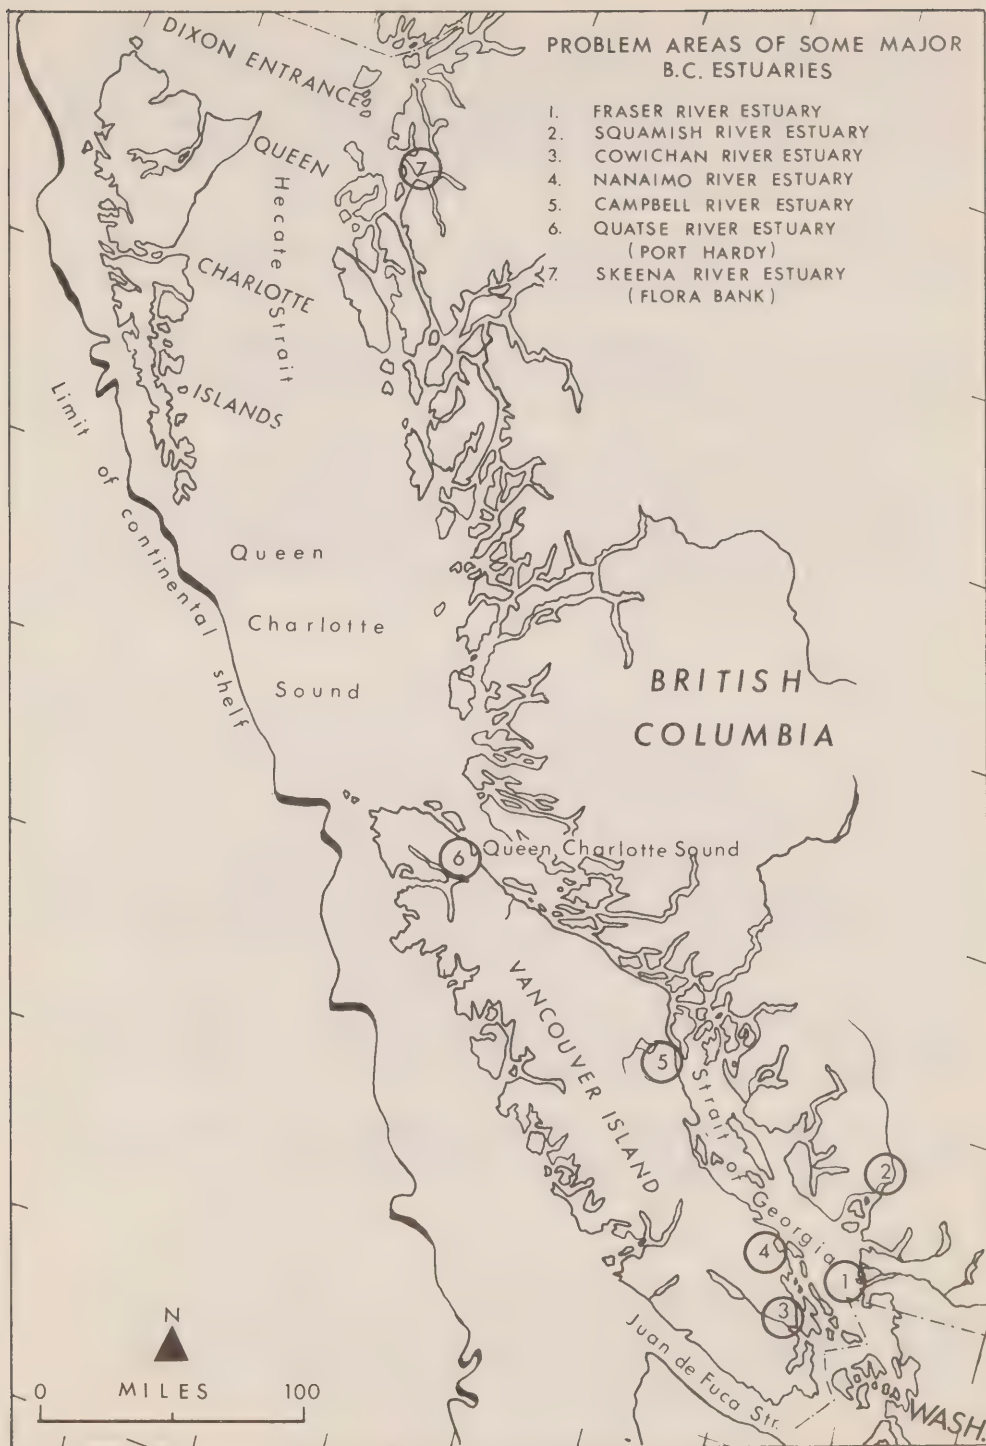 PROBLEM AREAS OF SOME MAJOR
B.C. ESTUARIES
1. FRASER RIVER ESTUARY
2. SQUAMISH RIVER ESTUARY
3. COWICHAN RIVER ESTUARY
4. NANAIMO RIVER ESTUARY
5. CAMPBELL RIVER ESTUARY
6. QUATSE RIVER ESTUARY
(PORT HARDY)
7. SKEENA RIVER ESTUARY
(FLORA BANK)
DIXON ENTRANCE
QUEEN
CHARLOTTE
ISLANDS
Hecate Strait
7
Limit of continental shelf
Queen
Charlotte
Sound
BRITISH
COLUMBIA
6
Queen Charlotte Sound
VANCOUVER ISLAND
5
Strait of Georgia
2
4
1
3
Juan de Fuca Str.
WASH.
N
0 MILES 100